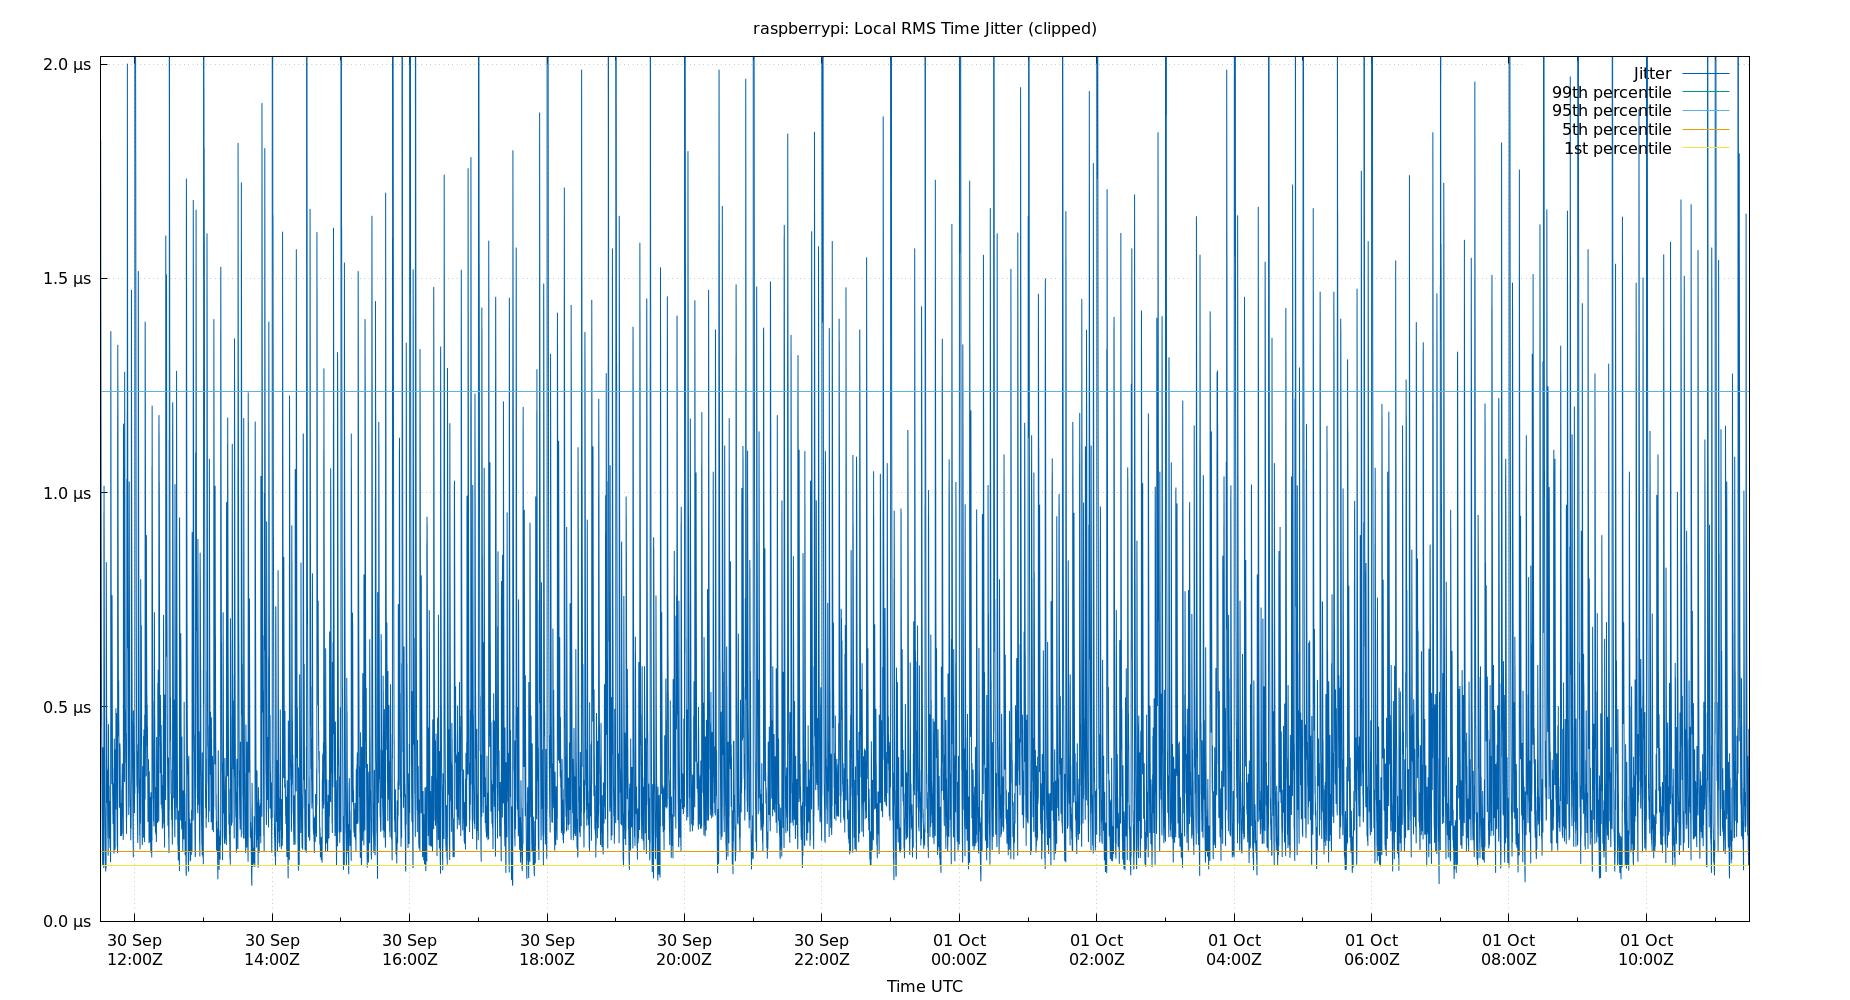 raspberrypi: Local RMS Time Jitter (clipped)
2.0 µs
1.5 µs
1.0 µs
0.5 µs
0.0 µs
Jitter
99th percentile
95th percentile
5th percentile
1st percentile
30 Sep
12:00Z
30 Sep
14:00Z
30 Sep
16:00Z
30 Sep
18:00Z
30 Sep
20:00Z
30 Sep
22:00Z
01 Oct
00:00Z
01 Oct
02:00Z
01 Oct
04:00Z
01 Oct
06:00Z
01 Oct
08:00Z
01 Oct
10:00Z
Time UTC